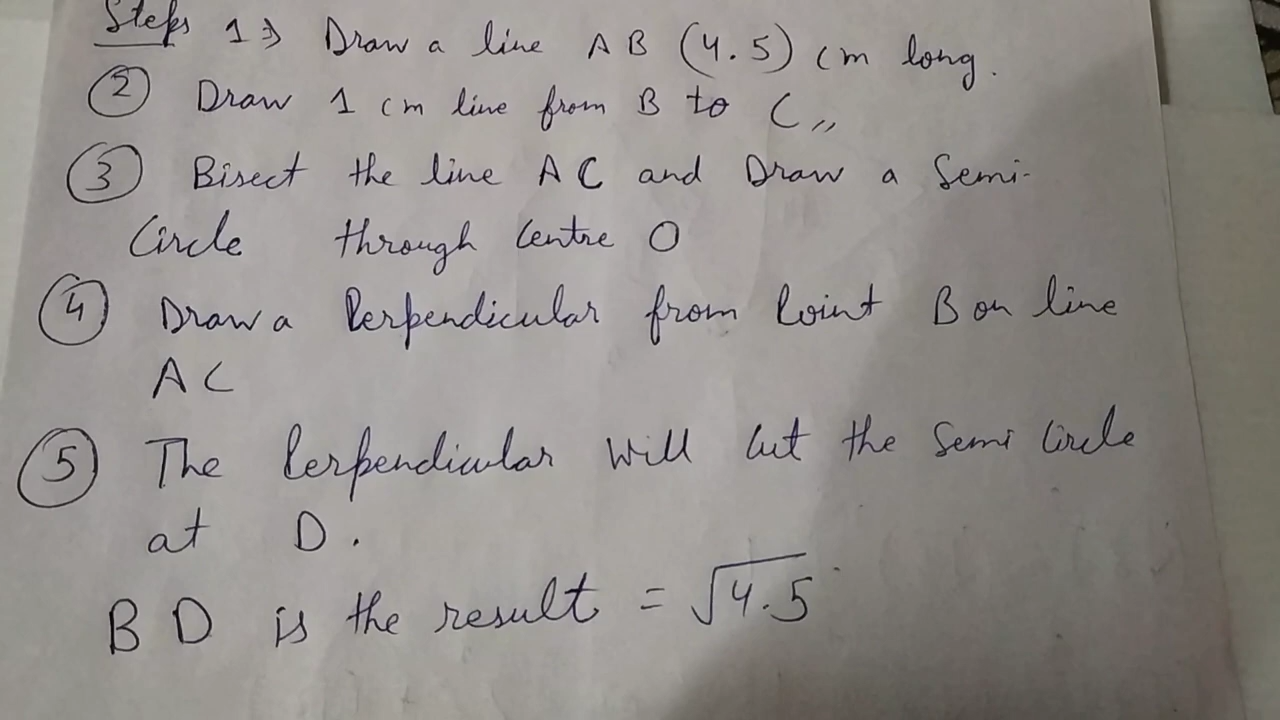 Steps 1⇒ Draw a line AB (4.5) cm long.
② Draw 1 cm line from B to C,,
③ Bisect the line AC and Draw a Semi-
Circle through Centre O
④ Draw a Perpendicular from Point B on line
AC
⑤ The Perpendicular Will Cut the Semi Circle
at D.
BD is the result = √4.5